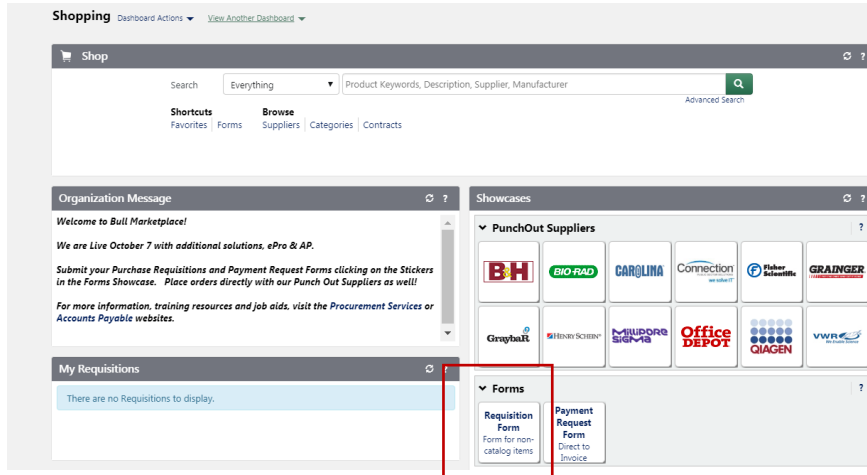 Shopping Dashboard Actions View Another Dashboard
Shop ?
Search Everything Product Keywords, Description, Supplier, Manufacturer
Advanced Search
Shortcuts Browse
Favorites Forms Suppliers Categories Contracts
Organization Message ?
Welcome to Bull Marketplace!
We are Live October 7 with additional solutions, ePro & AP.
Submit your Purchase Requisitions and Payment Request Forms clicking on the Stickers
in the Forms Showcase. Place orders directly with our Punch Out Suppliers as well!
For more information, training resources and job aids, visit the Procurement Services or
Accounts Payable websites.
My Requisitions ?
There are no Requisitions to display.
Showcases ?
PunchOut Suppliers ?
B&H BIO-RAD CAROLINA Connection Fisher
we solve IT Scientific GRAINGER
GraybaR HENRY SCHEIN® MILLIPORE
SIGMA Office
DEPOT QIAGEN VWR
Forms ?
Requisition
Form
Form for non-
catalog items
Payment
Request
Form
Direct to
Invoice